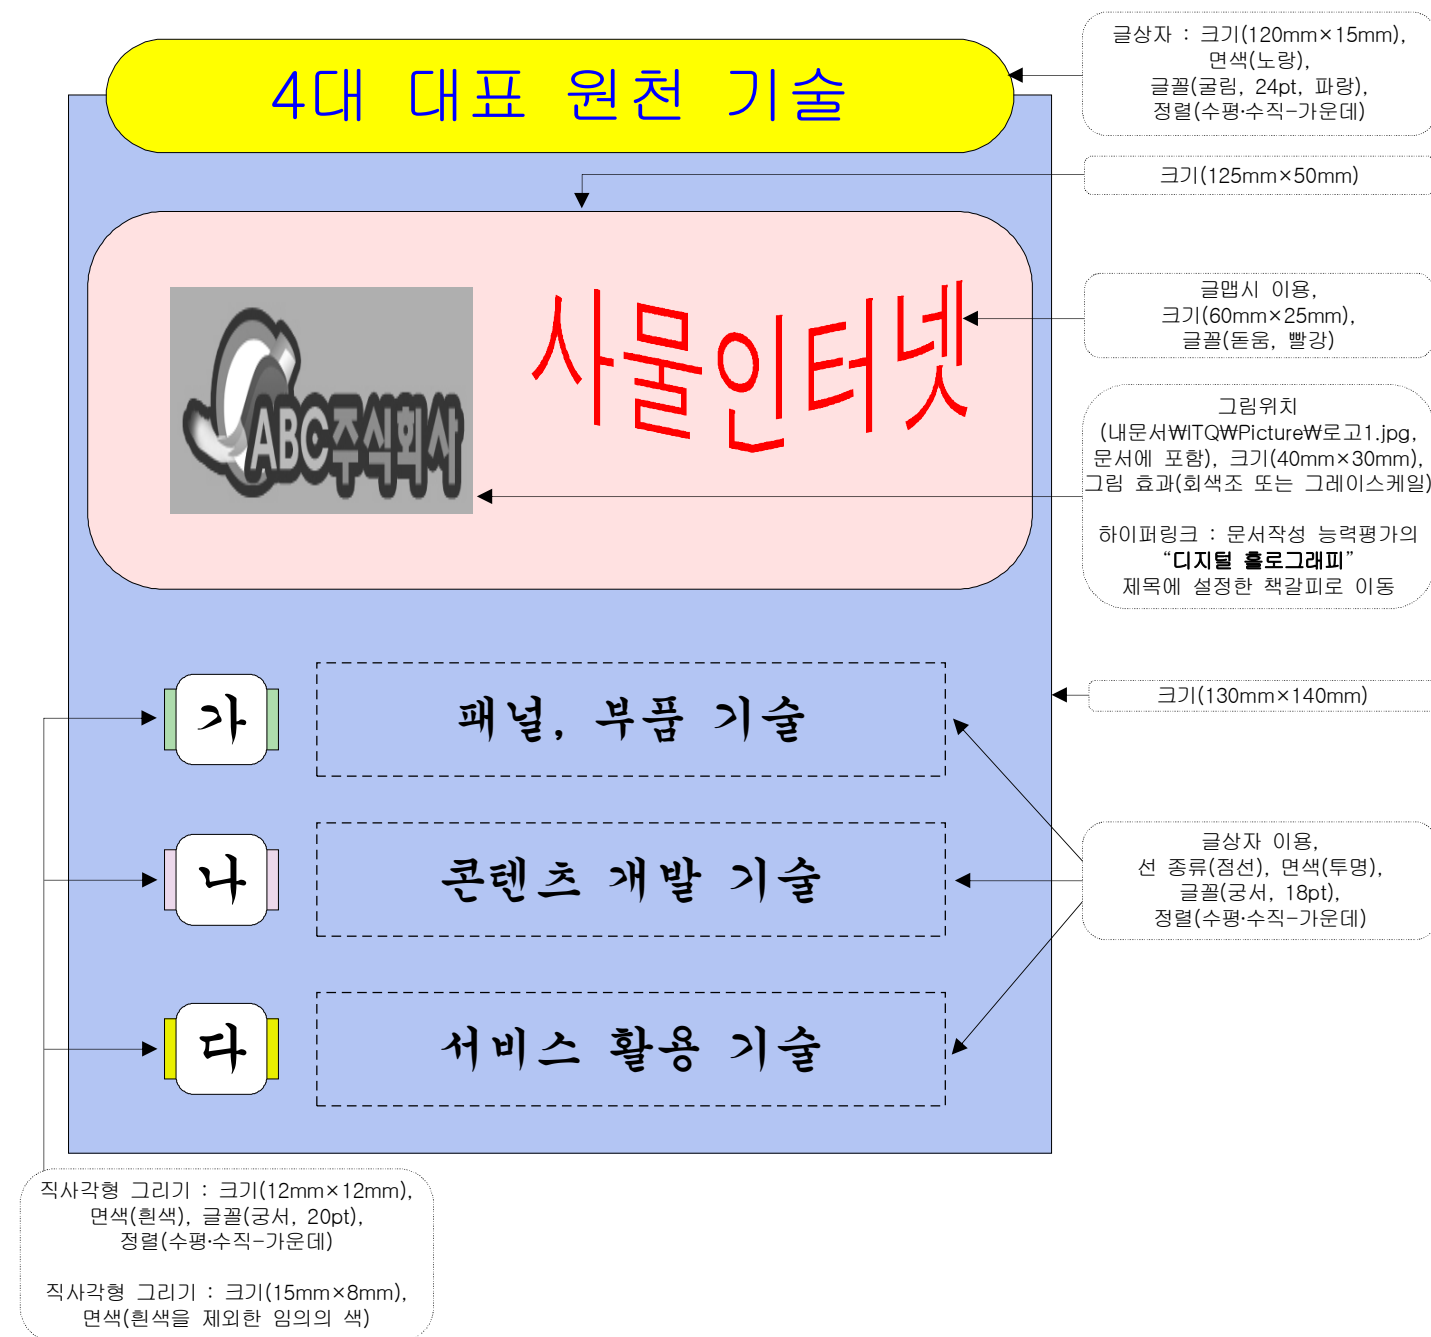 4대 대표 원천 기술
글상자 : 크기(120mm×15mm),
면색(노랑),
글꼴(굴림, 24pt, 파랑),
정렬(수평·수직-가운데)
크기(125mm×50mm)
ABC주식회사
사물인터넷
글맵시 이용,
크기(60mm×25mm),
글꼴(돋움, 빨강)
그림위치
(내문서₩ITQ₩Picture₩로고1.jpg,
문서에 포함), 크기(40mm×30mm),
그림 효과(회색조 또는 그레이스케일)
하이퍼링크 : 문서작성 능력평가의
“디지털 홀로그래피”
제목에 설정한 책갈피로 이동
가
패널, 부품 기술
크기(130mm×140mm)
나
콘텐츠 개발 기술
글상자 이용,
선 종류(점선), 면색(투명),
글꼴(궁서, 18pt),
정렬(수평·수직-가운데)
다
서비스 활용 기술
직사각형 그리기 : 크기(12mm×12mm),
면색(흰색), 글꼴(궁서, 20pt),
정렬(수평·수직-가운데)
직사각형 그리기 : 크기(15mm×8mm),
면색(흰색을 제외한 임의의 색)